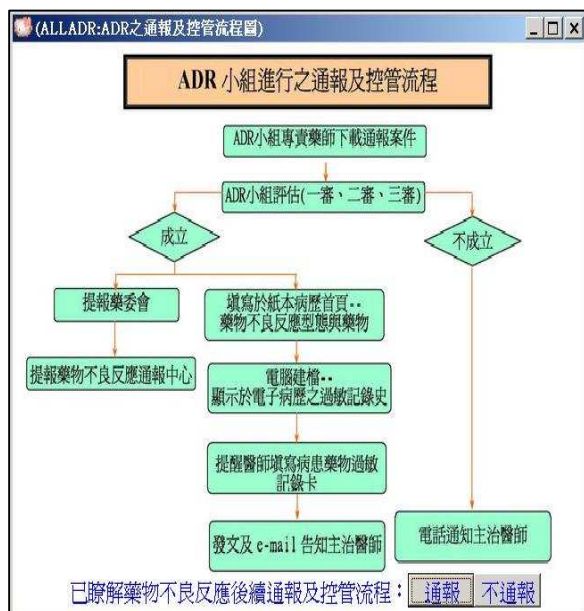 (ALLADR:ADR之通報及控管流程圖)
ADR 小組進行之通報及控管流程
ADR小組專責藥師下載通報案件
ADR小組評估(一審、二審、三審)
成立
不成立
提報藥委會
填寫於紙本病歷首頁..
藥物不良反應型態與藥物
提報藥物不良反應通報中心
電腦建檔..
顯示於電子病歷之過敏記錄史
提醒醫師填寫病患藥物過敏
記錄卡
發文及 e-mail 告知主治醫師
電話通知主治醫師
已瞭解藥物不良反應後續通報及控管流程：
通報
不通報